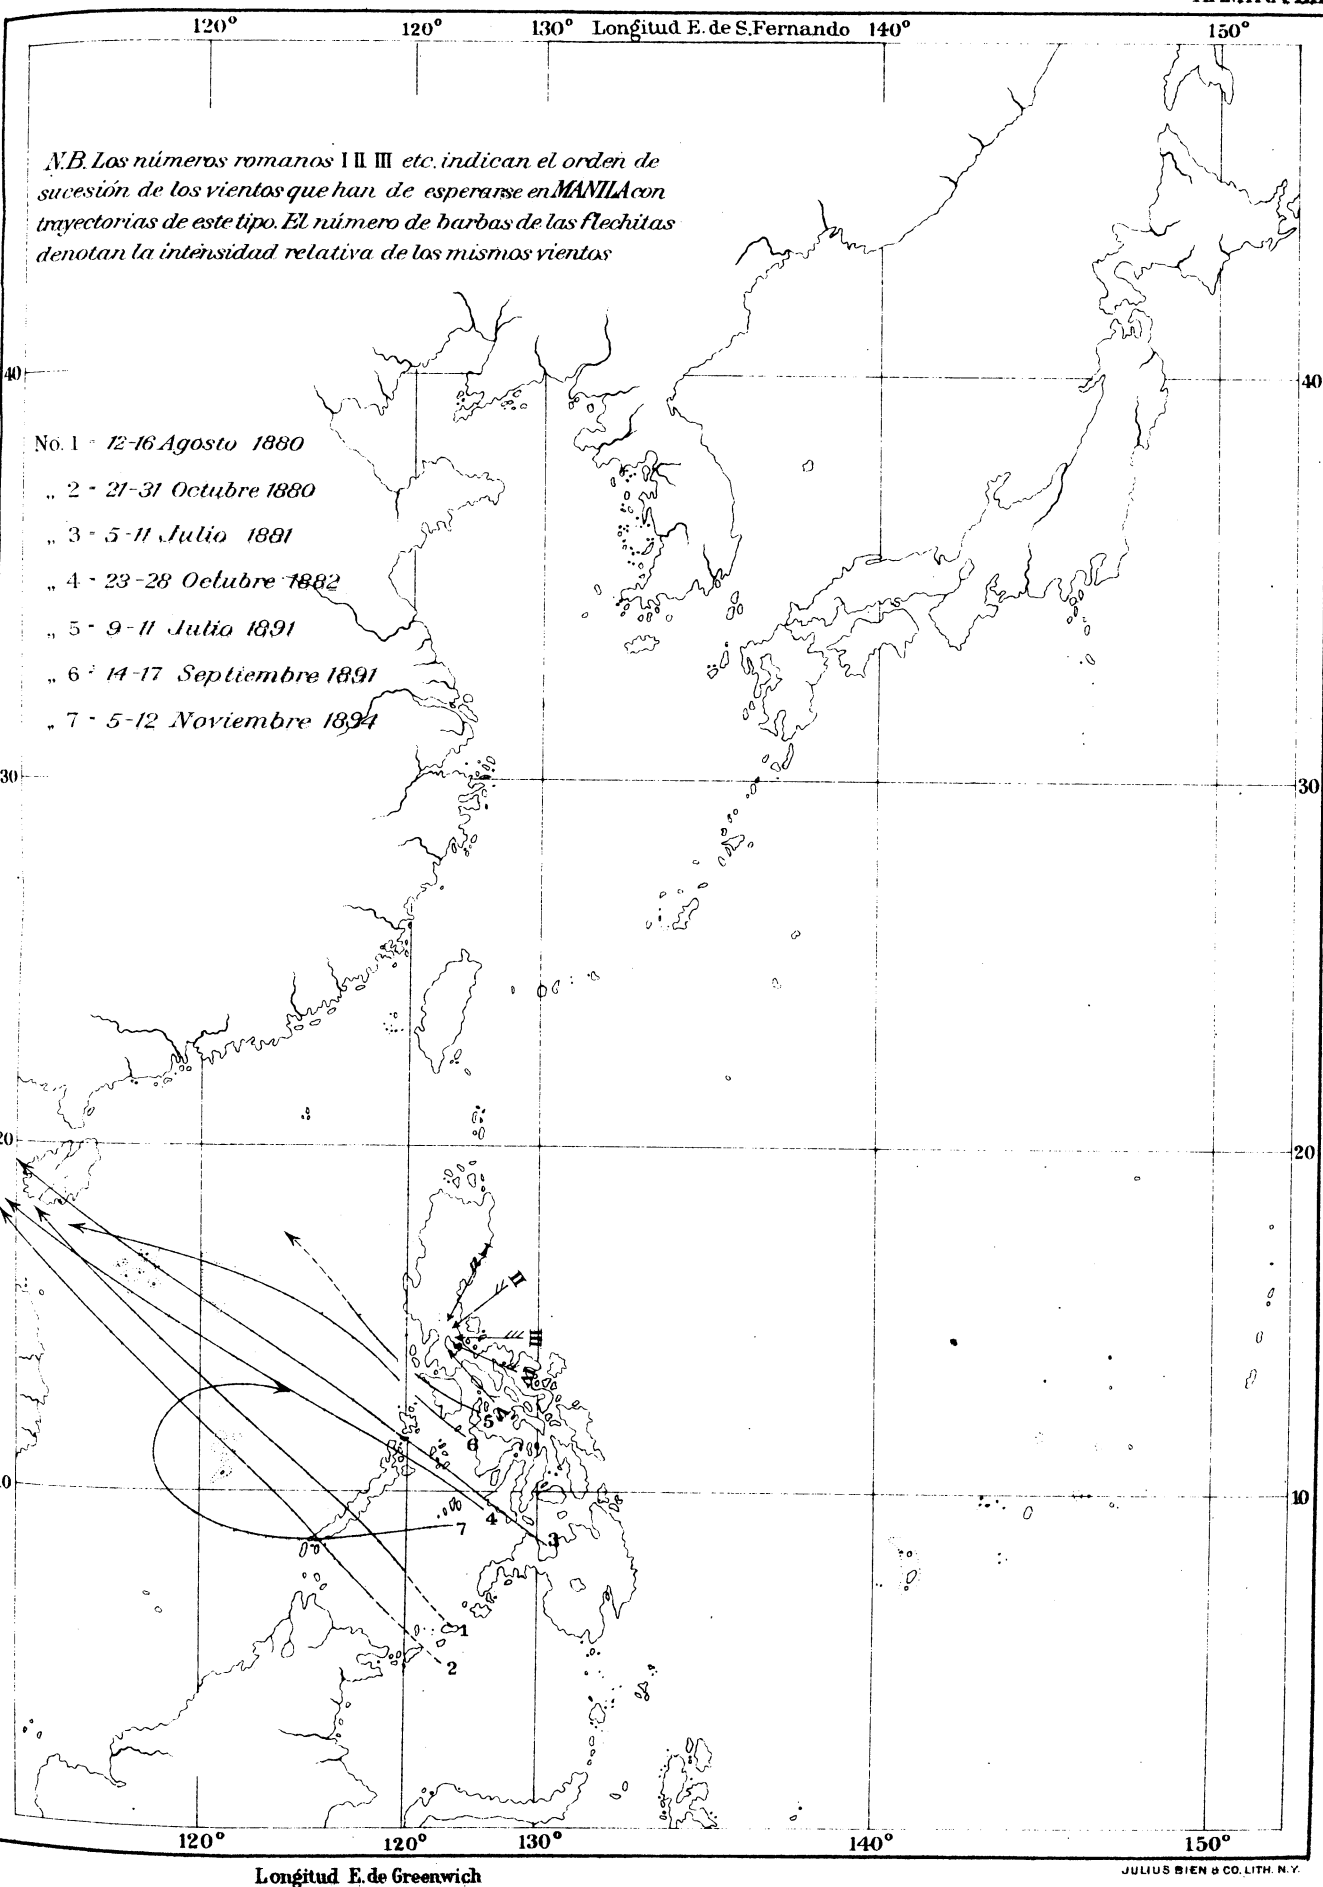 120° 120° 130° Longitud E. de S. Fernando 140° 150°
N.B. Los números romanos I II III etc. indican el orden de
sucesión de los vientos que han de esperarse en MANILA con
trayectorias de este tipo. El número de barbas de las flechitas
denotan la intensidad relativa de los mismos vientos
40 40
No. 1 - 12-16 Agosto 1880
„ 2 - 21-31 Octubre 1880
„ 3 - 5-11 Julio 1881
„ 4 - 23-28 Octubre 1882
„ 5 - 9-11 Julio 1891
„ 6 - 14-17 Septiembre 1891
„ 7 - 5-12 Noviembre 1894
30 30
20 20
I
II
III
IV
5 V
6
0 10
4
7
3
1
2
120° 120° 130° 140° 150°
Longitud E. de Greenwich
JULIUS BIEN & CO. LITH. N.Y.